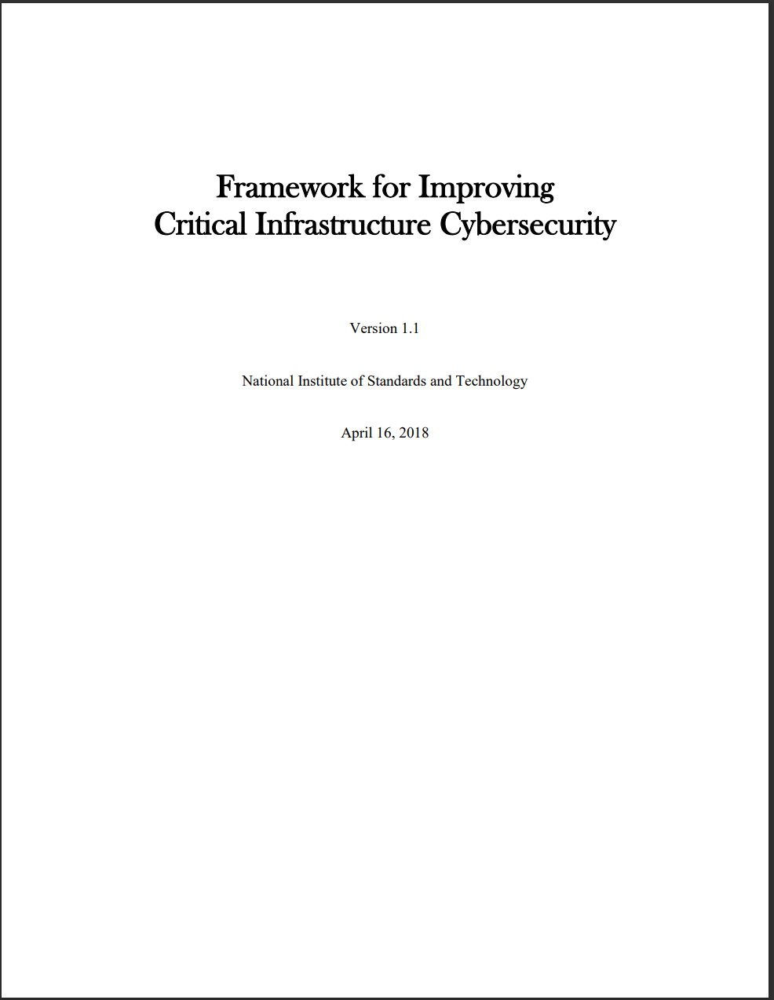 Framework for Improving
Critical Infrastructure Cybersecurity
Version 1.1
National Institute of Standards and Technology
April 16, 2018